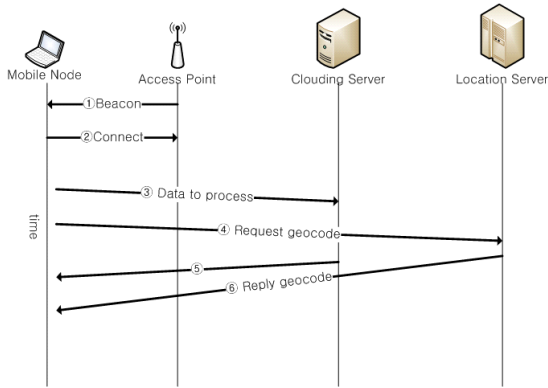 Mobile Node
Access Point
Clouding Server
Location Server
①Beacon
②Connect
③ Data to process
④ Request geocode
⑤
⑥ Reply geocode
time